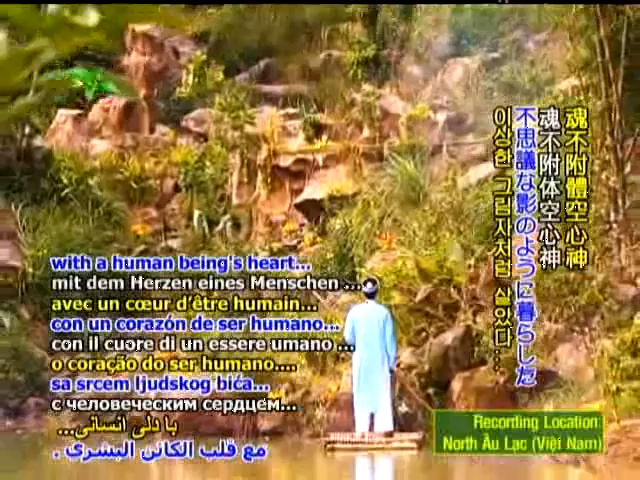 魂不附體空心神
魂不附体空心神
不思議な影のように暮らした
이상한 그림자처럼 살았다...
with a human being's heart...
mit dem Herzen eines Menschen ...
avec un cœur d'être humain...
con un corazón de ser humano...
con il cuore di un essere umano ...
o coração do ser humano....
sa srcem ljudskog bića...
с человеческим сердцем...
با دلی انسانی...
مع قلب الكائن البشري .
Recording Location:
North Âu Lạc (Việt Nam)